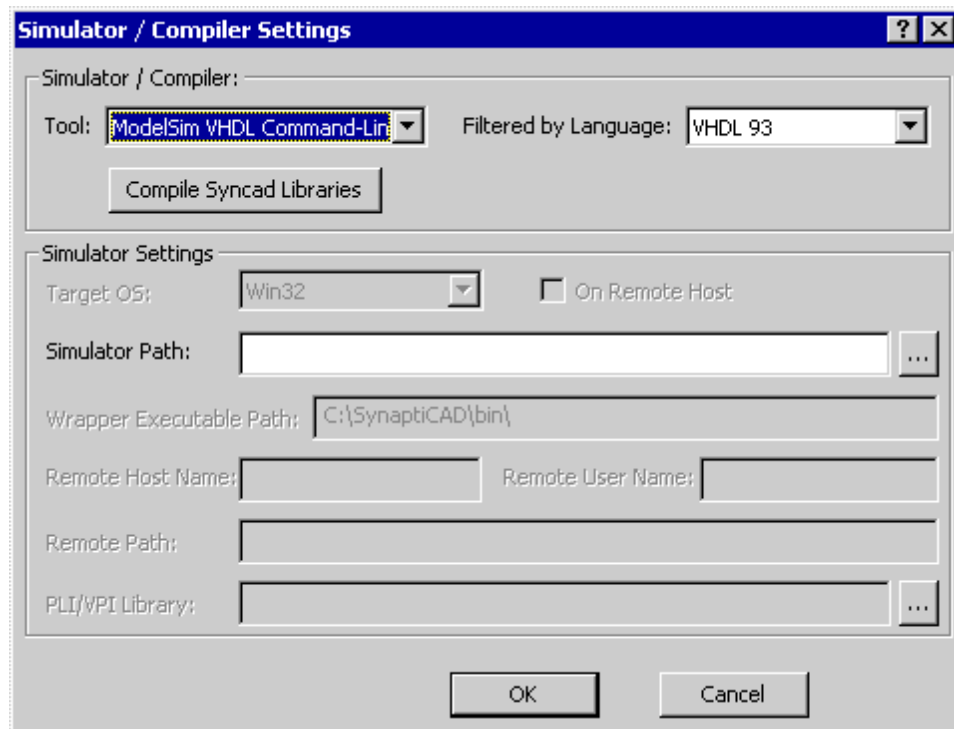 Simulator / Compiler Settings
Simulator / Compiler:
Tool: ModelSim VHDL Command-Lin Filtered by Language: VHDL 93
Compile Syncad Libraries
Simulator Settings
Target OS: Win32 On Remote Host
Simulator Path: ...
Wrapper Executable Path: C:\SynaptiCAD\bin\
Remote Host Name: Remote User Name:
Remote Path:
PLI/VPI Library: ...
OK Cancel